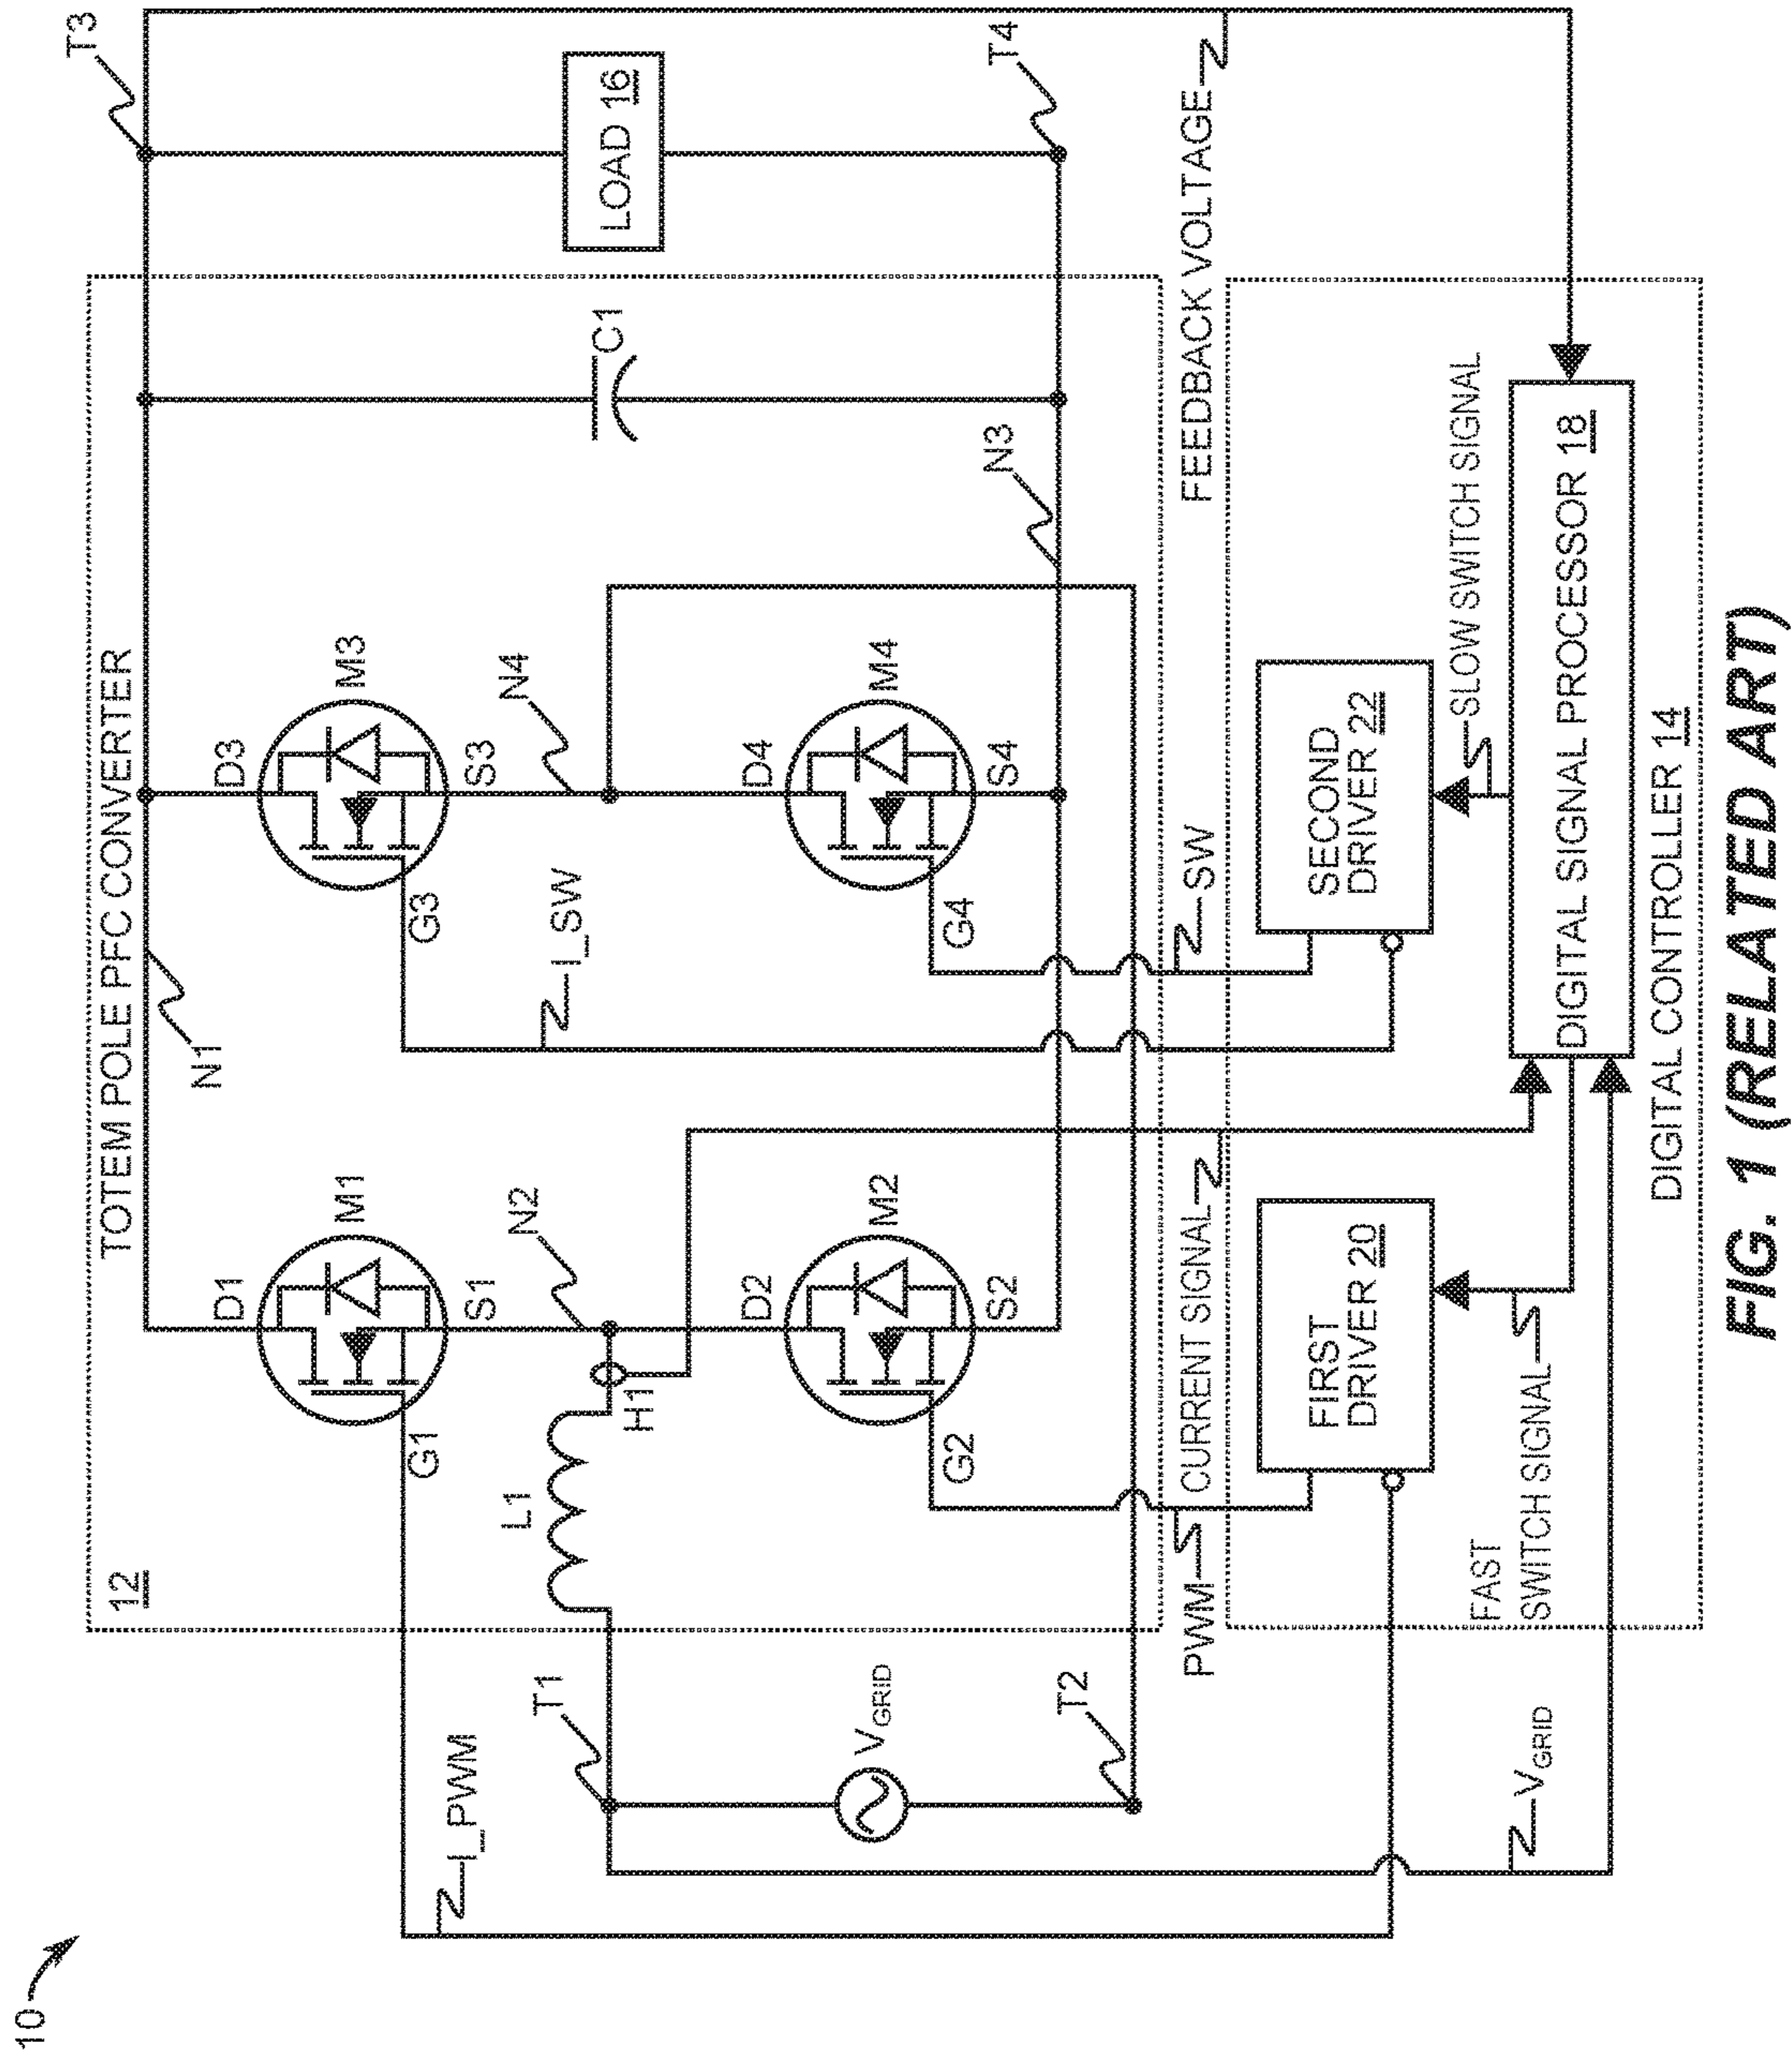 10
12
TOTEM POLE PFC CONVERTER
T3
N1
D1
M1
G1
S1
D3
M3
G3
S3
I_PWM
T1
L1
H1
N2
I_SW
N4
C1
LOAD 16
VGRID
D2
M2
G2
S2
D4
M4
G4
S4
N3
T4
T2
PWM
CURRENT SIGNAL
SW
FEEDBACK VOLTAGE
FIRST
DRIVER 20
SECOND
DRIVER 22
FAST
SWITCH SIGNAL
SLOW SWITCH SIGNAL
VGRID
DIGITAL SIGNAL PROCESSOR 18
DIGITAL CONTROLLER 14
FIG. 1 (RELATED ART)